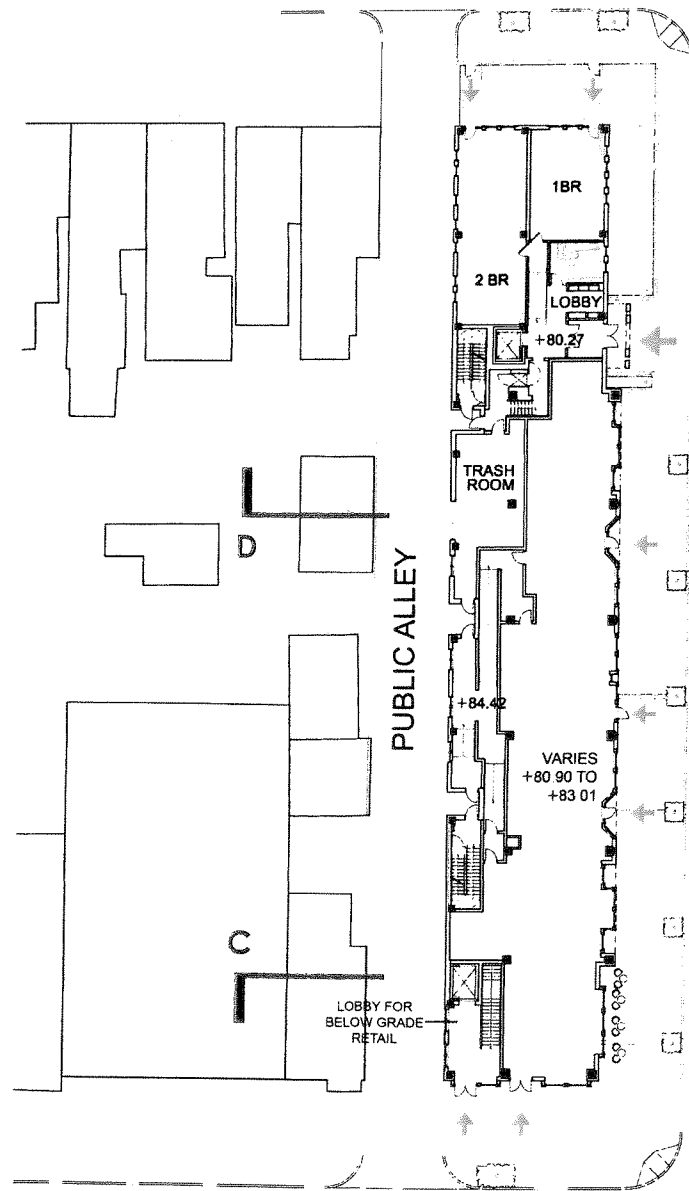 1BR
2 BR
LOBBY
+80.27
TRASH
ROOM
D
PUBLIC ALLEY
+84.42
VARIES
+80 90 TO
+83 01
C
LOBBY FOR
BELOW GRADE
RETAIL